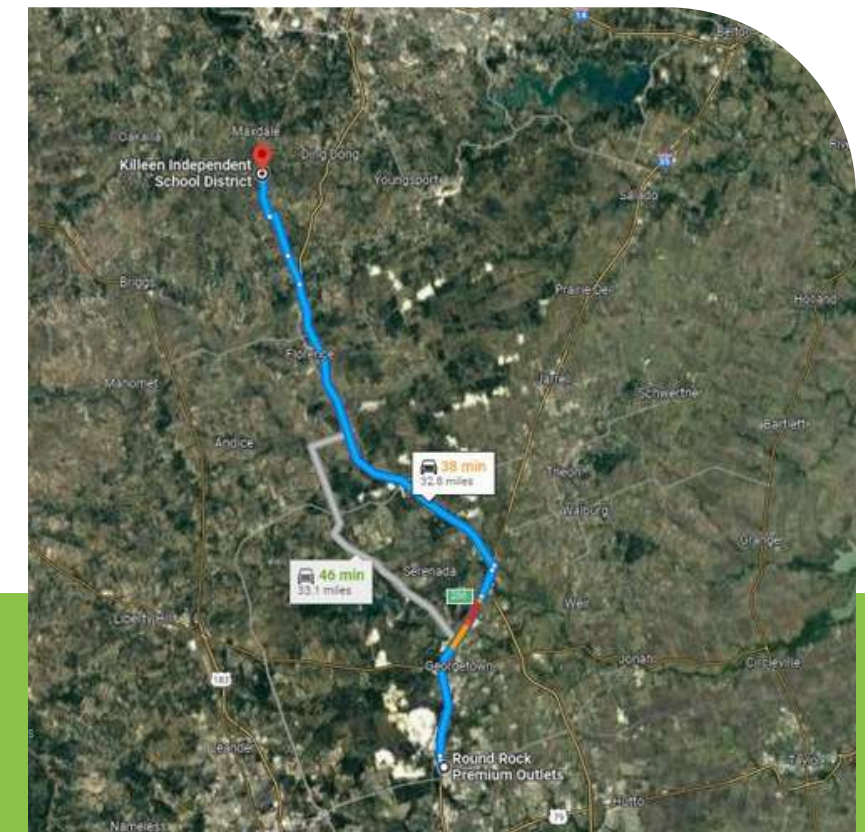 14
Belton
Oakalla
Maxdale
Killeen Independent
School District
Ding Dong
Youngsport
35
Salado
Briggs
Prairie Dell
Holland
Florence
Mahomet
Jarrell
Schwertner
Bartlett
Andice
38 min
32.8 miles
Theon
Walburg
Granger
46 min
33.1 miles
Serenada
Weir
Liberty Hill
Georgetown
Jonah
Circleville
183
Leander
Round Rock
Premium Outlets
Taylor
Hutto
79
Nameless